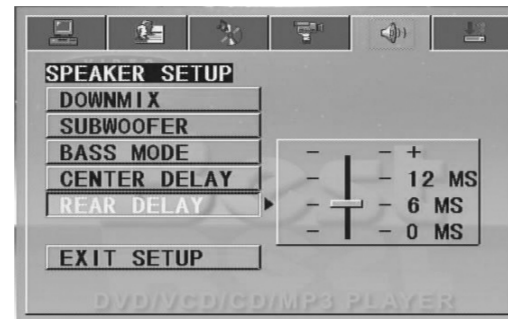 SPEAKER SETUP
DOWNMIX
SUBWOOFER
BASS MODE
CENTER DELAY
REAR DELAY
EXIT SETUP
– – +
– – 12 MS
– – 6 MS
– – 0 MS
DVD/VCD/CD/MP3 PLAYER